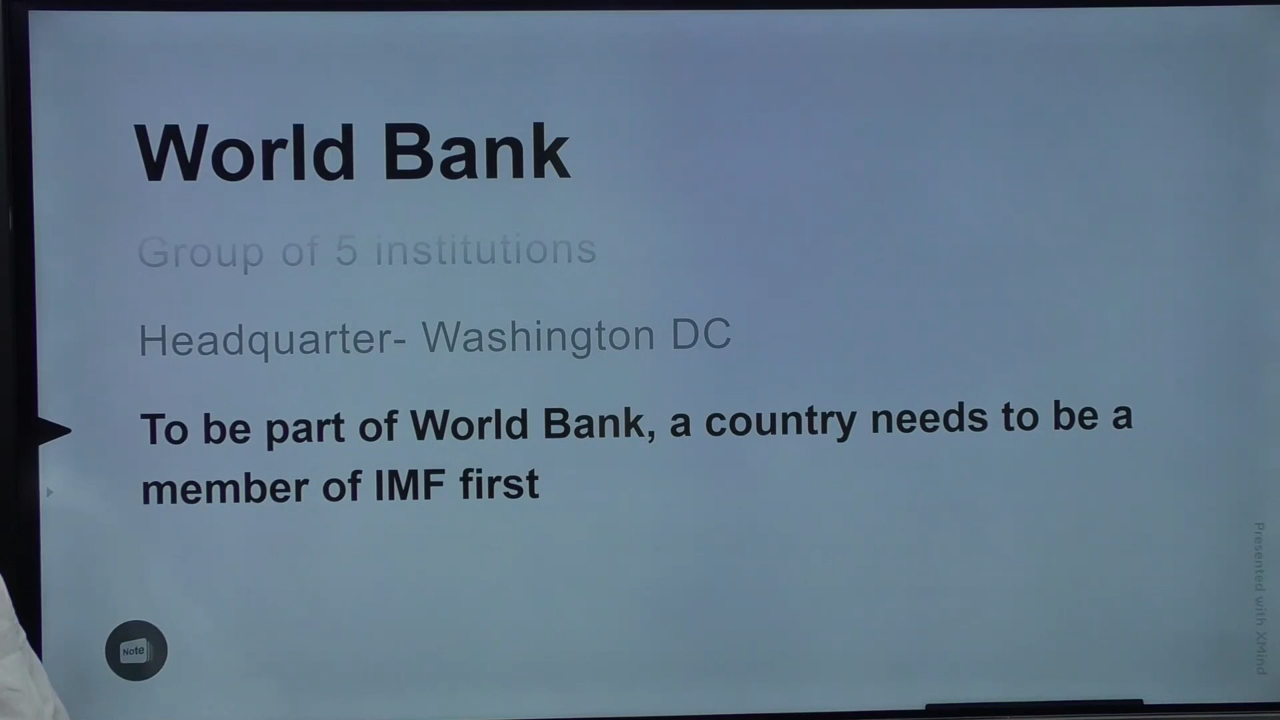 World Bank
Group of 5 institutions
Headquarter- Washington DC
To be part of World Bank, a country needs to be a
member of IMF first
Note
Presented with XMind